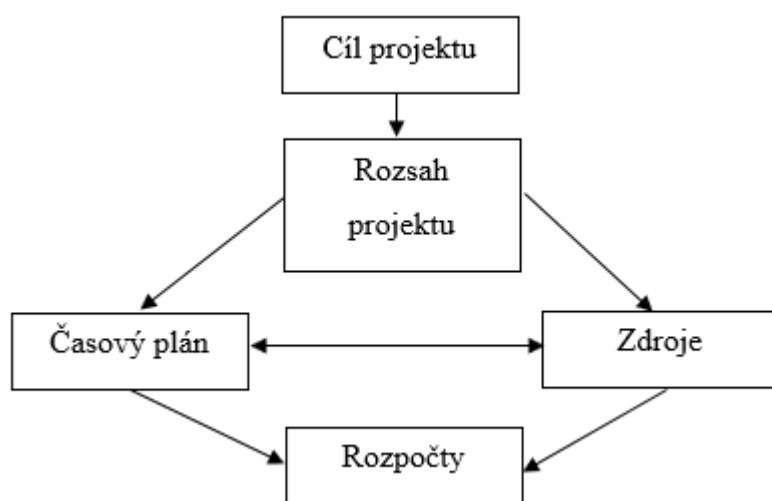 Cíl projektu
Rozsah
projektu
Časový plán
Zdroje
Rozpočty